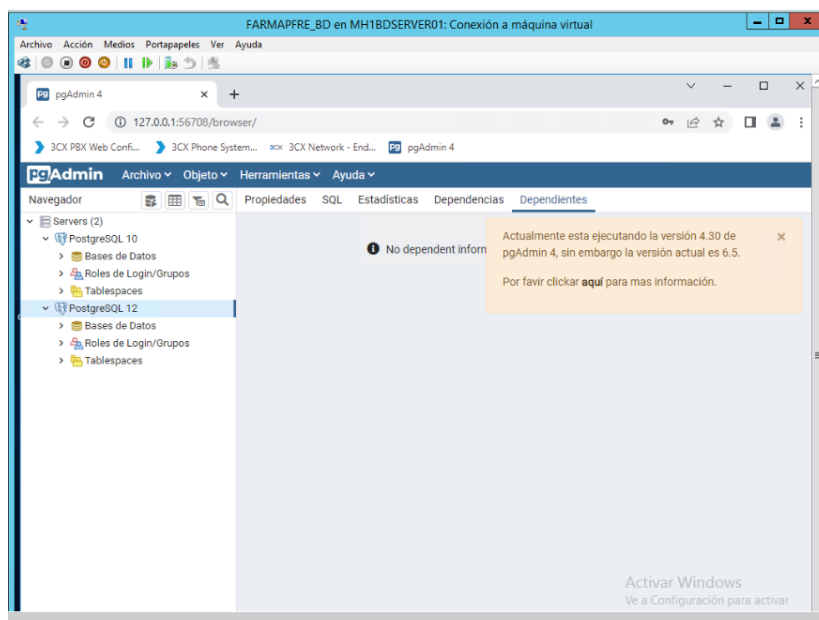 FARMAPFRE_BD en MH1BDSERVER01: Conexión a máquina virtual
Archivo Acción Medios Portapapeles Ver Ayuda
pgAdmin 4
127.0.0.1:56708/browser/
3CX PBX Web Confi... 3CX Phone System... 3CX 3CX Network - End... Pg pgAdmin 4
pgAdmin Archivo Objeto Herramientas Ayuda
Navegador Propiedades SQL Estadísticas Dependencias Dependientes
Servers (2)
PostgreSQL 10
Bases de Datos
Roles de Login/Grupos
Tablespaces
PostgreSQL 12
Bases de Datos
Roles de Login/Grupos
Tablespaces
No dependent inform
Actualmente esta ejecutando la versión 4.30 de
pgAdmin 4, sin embargo la versión actual es 6.5.
Por favir clickar aquí para mas información.
Activar Windows
Ve a Configuración para activar